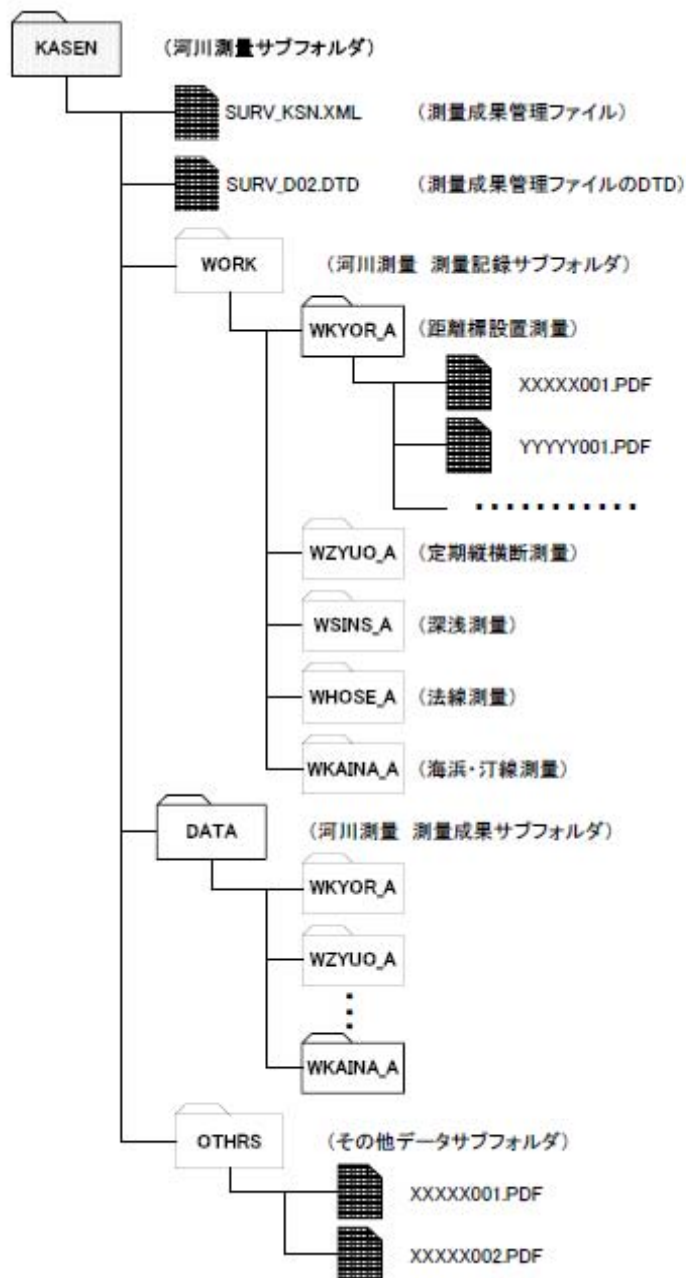 KASEN (河川測量サブフォルダ)
SURV_KSN.XML (測量成果管理ファイル)
SURV_D02.DTD (測量成果管理ファイルのDTD)
WORK (河川測量 測量記録サブフォルダ)
WKYOR_A (距離標設置測量)
XXXXX001.PDF
YYYYY001.PDF
・・・・・・・・・・・
WZYUO_A (定期縦横断測量)
WSINS_A (深浅測量)
WHOSE_A (法線測量)
WKAINA_A (海浜・汀線測量)
DATA (河川測量 測量成果サブフォルダ)
WKYOR_A
WZYUO_A
WKAINA_A
OTHRS (その他データサブフォルダ)
XXXXX001.PDF
XXXXX002.PDF